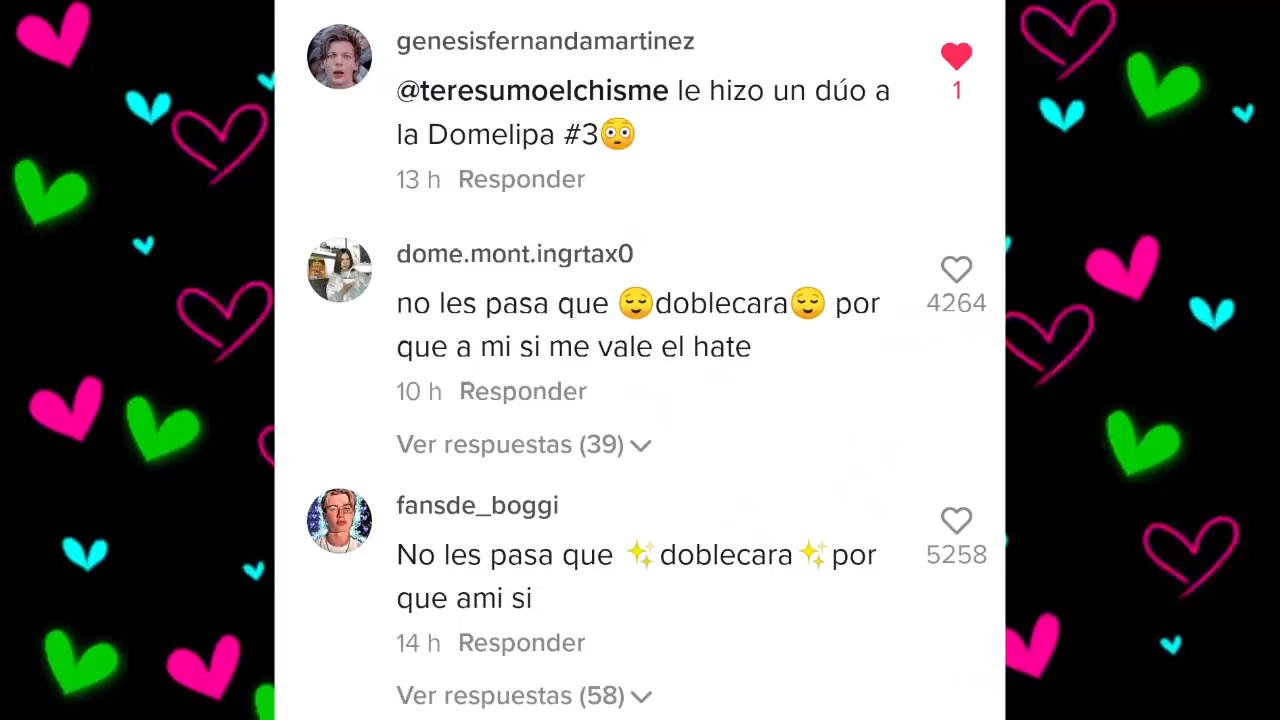 genesisfernandamartinez
@teresumoelchisme le hizo un dúo a
1
la Domelipa #3😳
13 h Responder
dome.mont.ingrtax0
no les pasa que 😌doblecara😌 por
4264
que a mi si me vale el hate
10 h Responder
Ver respuestas (39)
fansde_boggi
No les pasa que ✨doblecara✨por
5258
que ami si
14 h Responder
Ver respuestas (58)